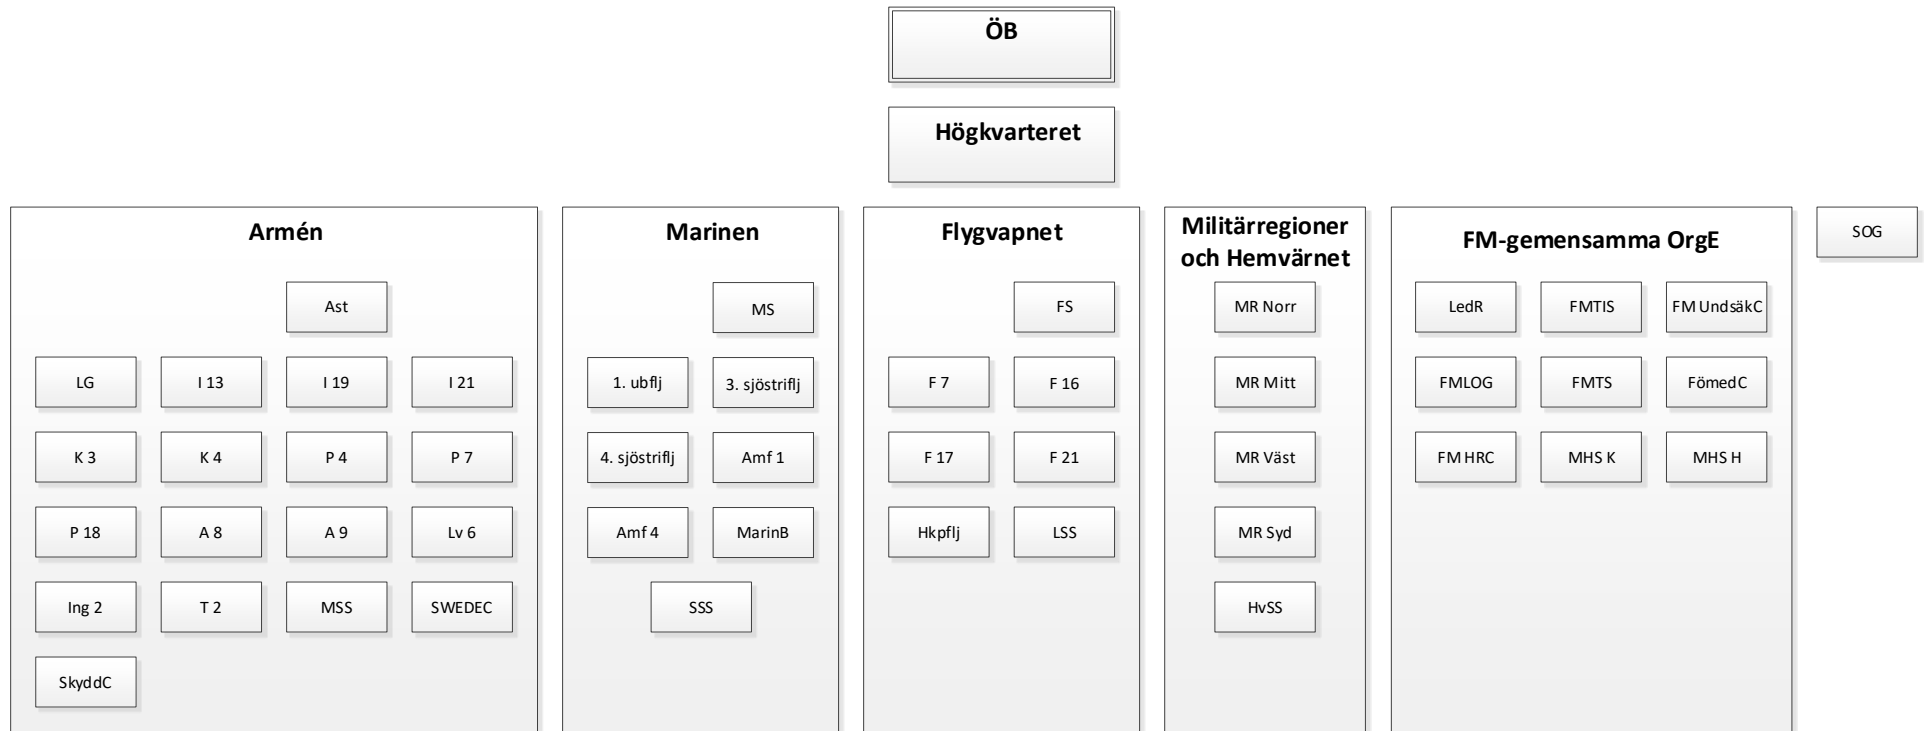 ÖB
Högkvarteret
Armén
Ast
LG
I 13
I 19
I 21
K 3
K 4
P 4
P 7
P 18
A 8
A 9
Lv 6
Ing 2
T 2
MSS
SWEDEC
SkyddC
Marinen
MS
1. ubflj
3. sjöstriflj
4. sjöstriflj
Amf 1
Amf 4
MarinB
SSS
Flygvapnet
FS
F 7
F 16
F 17
F 21
Hkpflj
LSS
Militärregioner
och Hemvärnet
MR Norr
MR Mitt
MR Väst
MR Syd
HvSS
FM-gemensamma OrgE
LedR
FMTIS
FM UndsäkC
FMLOG
FMTS
FömedC
FM HRC
MHS K
MHS H
SOG